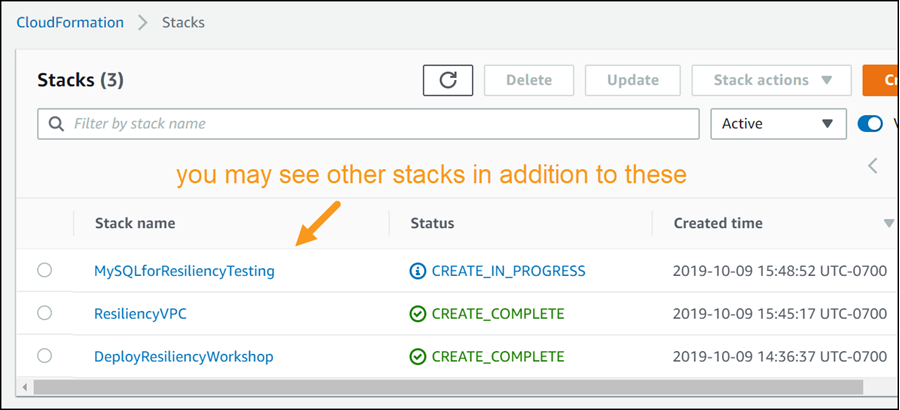 CloudFormation > Stacks
Stacks (3)
Delete
Update
Stack actions
Filter by stack name
Active
you may see other stacks in addition to these
Stack name Status Created time
MySQLforResiliencyTesting CREATE_IN_PROGRESS 2019-10-09 15:48:52 UTC-0700
ResiliencyVPC CREATE_COMPLETE 2019-10-09 15:45:17 UTC-0700
DeployResiliencyWorkshop CREATE_COMPLETE 2019-10-09 14:36:37 UTC-0700